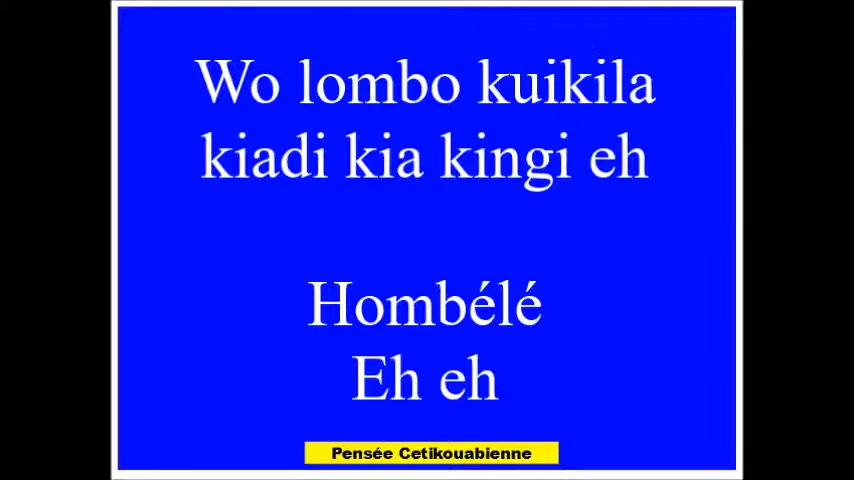 Wo lombo kuikila
kiadi kia kingi eh
Hombélé
Eh eh
Pensée Cetikouabienne